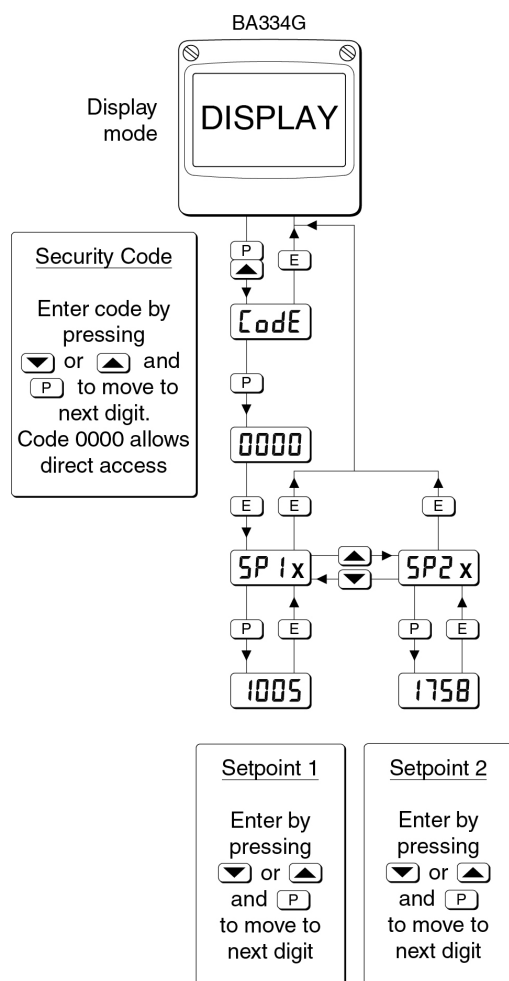 BA334G
Display
mode
DISPLAY
P
E
Security Code
Enter code by
pressing
or and
P to move to
next digit.
Code 0000 allows
direct access
CodE
P
0000
E E E
SP1x SP2x
P E P E
1005 1758
Setpoint 1
Enter by
pressing
or
and P
to move to
next digit
Setpoint 2
Enter by
pressing
or
and P
to move to
next digit